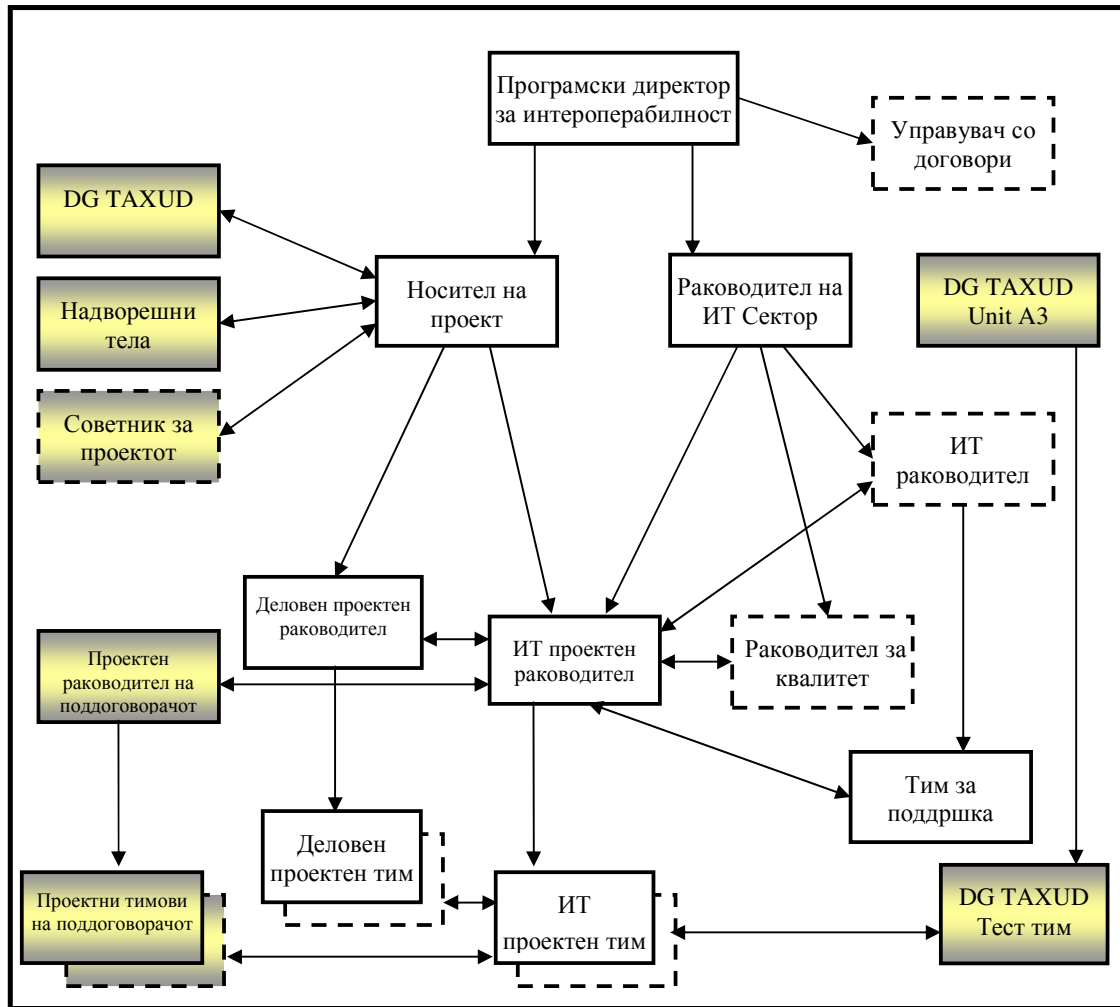 Програмски директор
за интероперабилност
Управувач со
договори
DG TAXUD
Надворешни
тела
Советник за
проектот
Носител на
проект
Раководител на
ИТ Сектор
DG TAXUD
Unit A3
ИТ
раководител
Деловен проектен
раководител
ИТ проектен
раководител
Раководител за
квалитет
Проектен
раководител на
поддоговорачот
Тим за
поддршка
Деловен
проектен тим
Проектни тимови
на поддоговорачот
ИТ
проектен тим
DG TAXUD
Тест тим